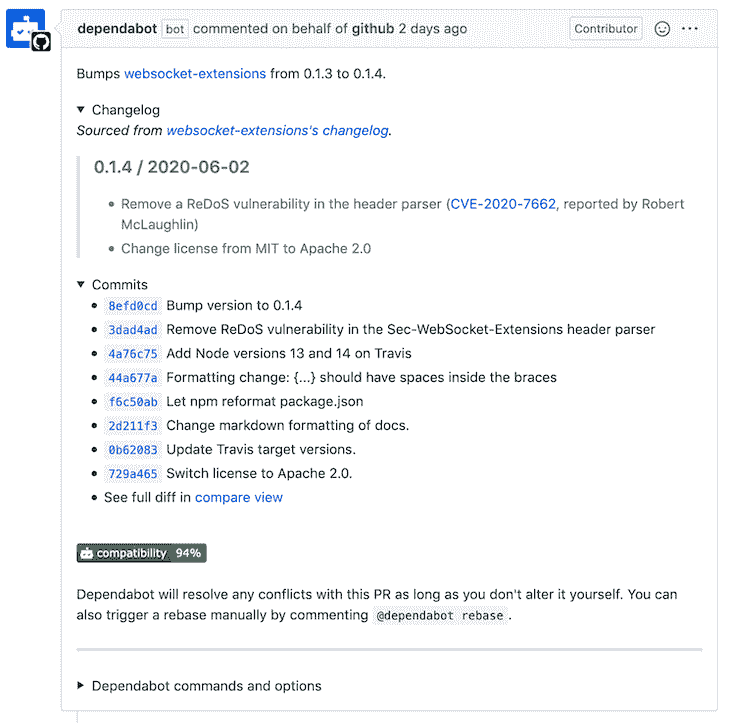 dependabot bot commented on behalf of github 2 days ago Contributor
Bumps websocket-extensions from 0.1.3 to 0.1.4.
Changelog
Sourced from websocket-extensions's changelog.
0.1.4 / 2020-06-02
Remove a ReDoS vulnerability in the header parser (CVE-2020-7662, reported by Robert
McLaughlin)
Change license from MIT to Apache 2.0
Commits
8efd0cd Bump version to 0.1.4
3dad4ad Remove ReDoS vulnerability in the Sec-WebSocket-Extensions header parser
4a76c75 Add Node versions 13 and 14 on Travis
44a677a Formatting change: {...} should have spaces inside the braces
f6c50ab Let npm reformat package.json
2d211f3 Change markdown formatting of docs.
0b62083 Update Travis target versions.
729a465 Switch license to Apache 2.0.
See full diff in compare view
compatibility 94%
Dependabot will resolve any conflicts with this PR as long as you don't alter it yourself. You can
also trigger a rebase manually by commenting @dependabot rebase.
Dependabot commands and options